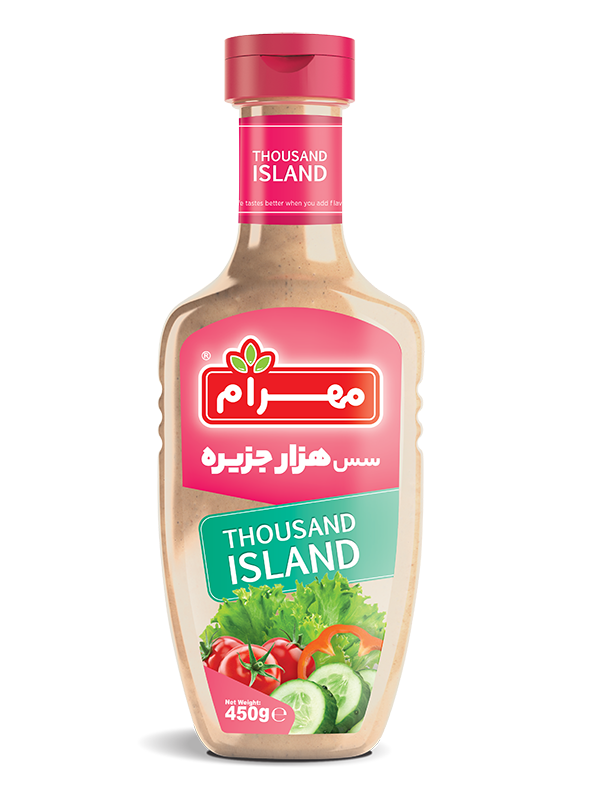 THOUSAND
ISLAND
e tastes better when you add flav
®
مهرام
سس هزار جزیره
THOUSAND
ISLAND
Net Weight:
450g℮